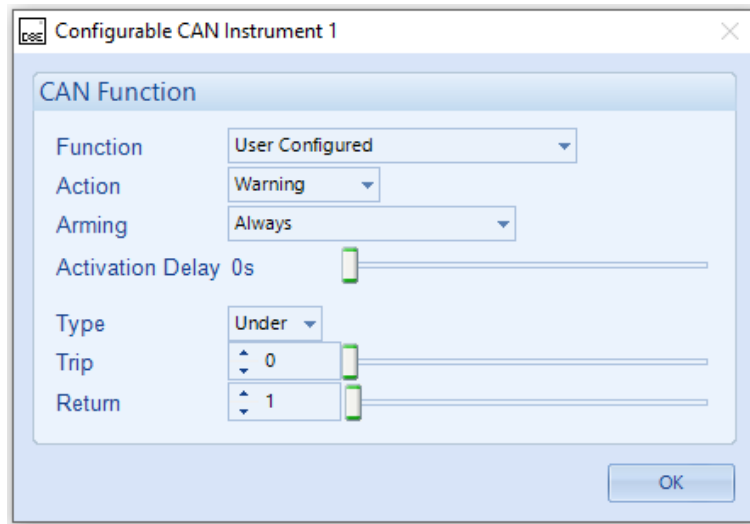 DSE Configurable CAN Instrument 1
CAN Function
Function User Configured
Action Warning
Arming Always
Activation Delay 0s
Type Under
Trip 0
Return 1
OK